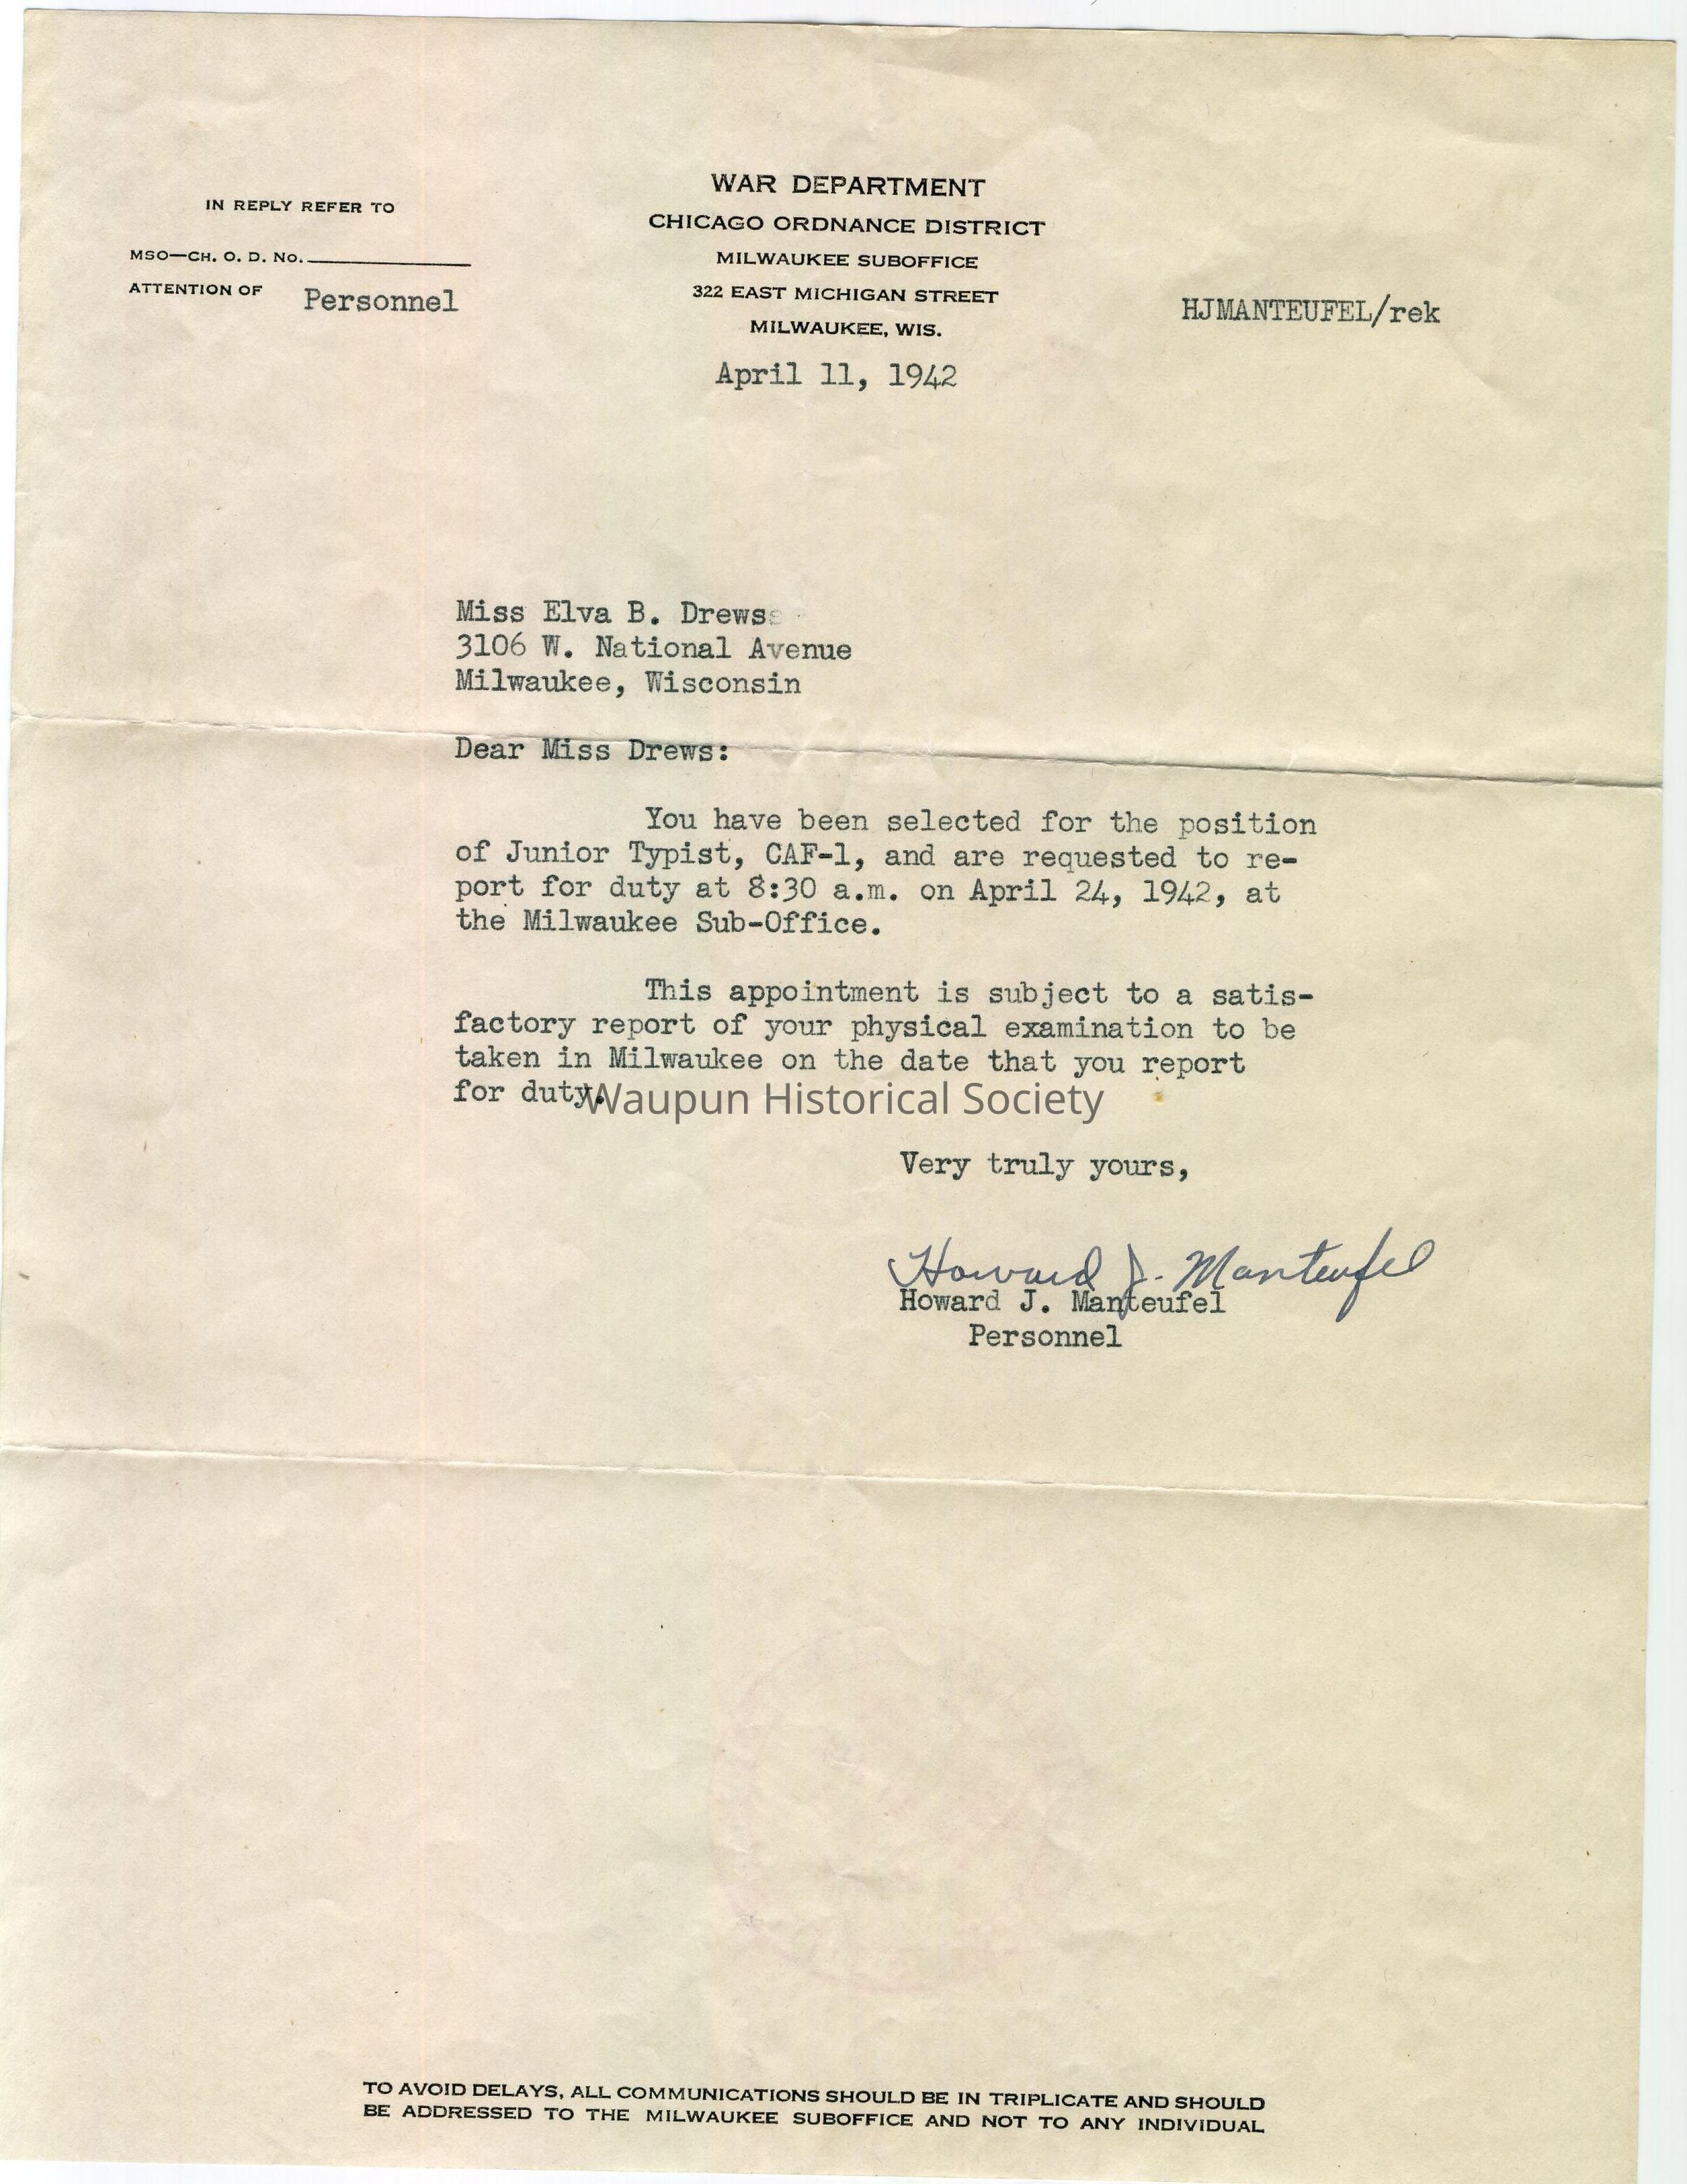 WAR DEPARTMENT
CHICAGO ORDNANCE DISTRICT
MILWAUKEE SUBOFFICE
322 EAST MICHIGAN STREET
MILWAUKEE, WIS.
IN REPLY REFER TO
MSO—CH. O. D. No.
ATTENTION OF Personnel
HJMANTEUFEL/rek
April 11, 1942
Miss Elva B. Drews
3106 W. National Avenue
Milwaukee, Wisconsin
Dear Miss Drews:
You have been selected for the position
of Junior Typist, CAF-1, and are requested to re-
port for duty at 8:30 a.m. on April 24, 1942, at
the Milwaukee Sub-Office.
This appointment is subject to a satis-
factory report of your physical examination to be
taken in Milwaukee on the date that you report
for duty.
Waupun Historical Society
Very truly yours,
Howard J. Manteufel
Howard J. Manteufel
Personnel
TO AVOID DELAYS, ALL COMMUNICATIONS SHOULD BE IN TRIPLICATE AND SHOULD
BE ADDRESSED TO THE MILWAUKEE SUBOFFICE AND NOT TO ANY INDIVIDUAL